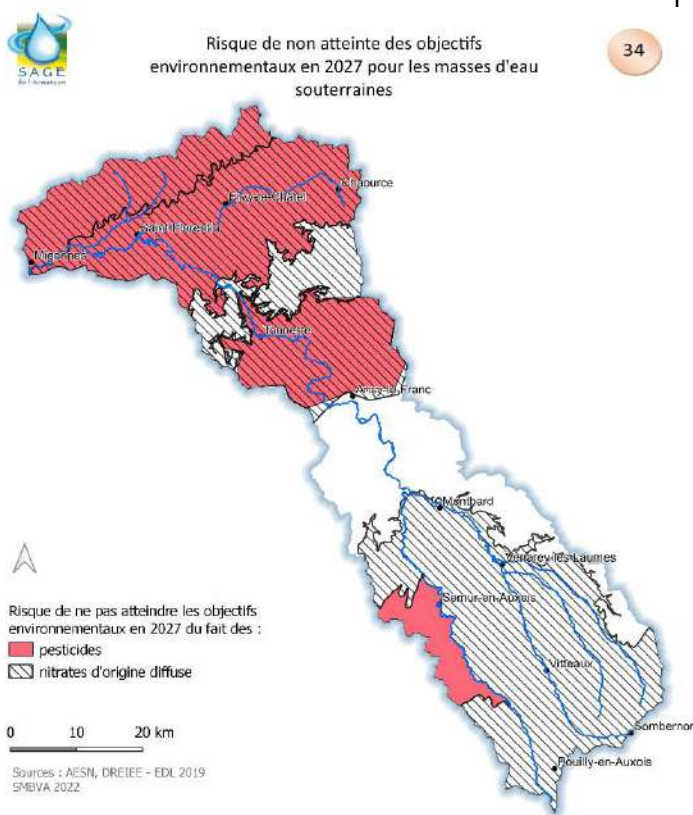 SAGE
de l'Armançon
Risque de non atteinte des objectifs
environnementaux en 2027 pour les masses d'eau
souterraines
34
Chaource
Ervy-le-Châtel
Saint-Florentin
Migennes
Tonnerre
Ancy-le-Franc
Montbard
Venarey-les-Laumes
Semur-en-Auxois
Vitteaux
Sombernon
Pouilly-en-Auxois
Risque de ne pas atteindre les objectifs
environnementaux en 2027 du fait des :
pesticides
nitrates d'origine diffuse
0 10 20 km
Sources : AESN, DREIEE - EDL 2019
SMBVA 2022